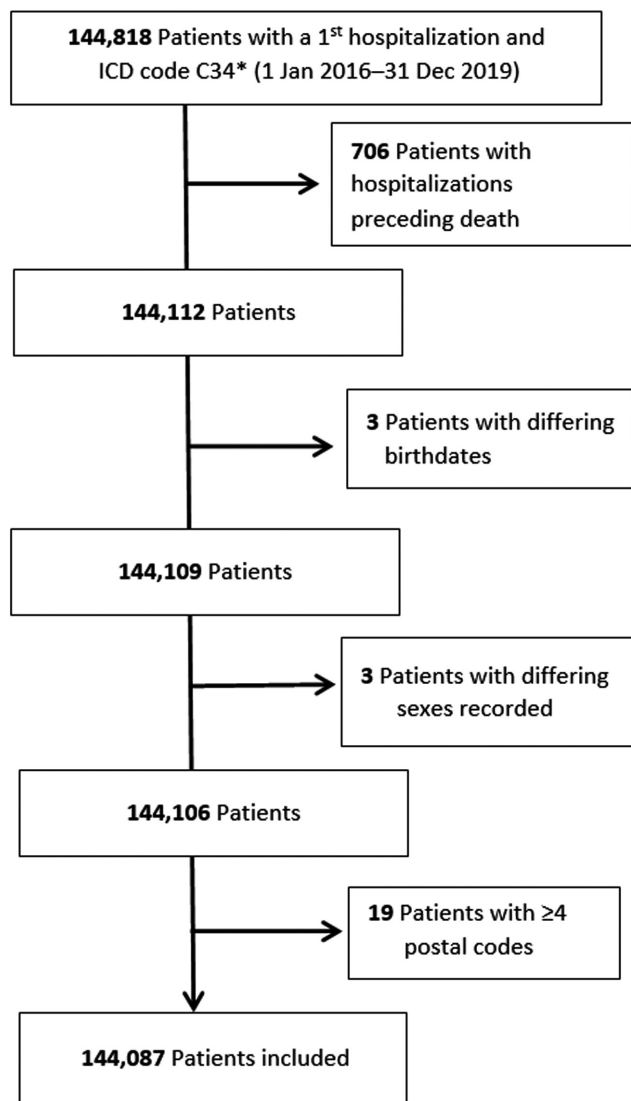 144,818 Patients with a 1st hospitalization and
ICD code C34* (1 Jan 2016–31 Dec 2019)
706 Patients with
hospitalizations
preceding death
144,112 Patients
3 Patients with differing
birthdates
144,109 Patients
3 Patients with differing
sexes recorded
144,106 Patients
19 Patients with ≥4
postal codes
144,087 Patients included